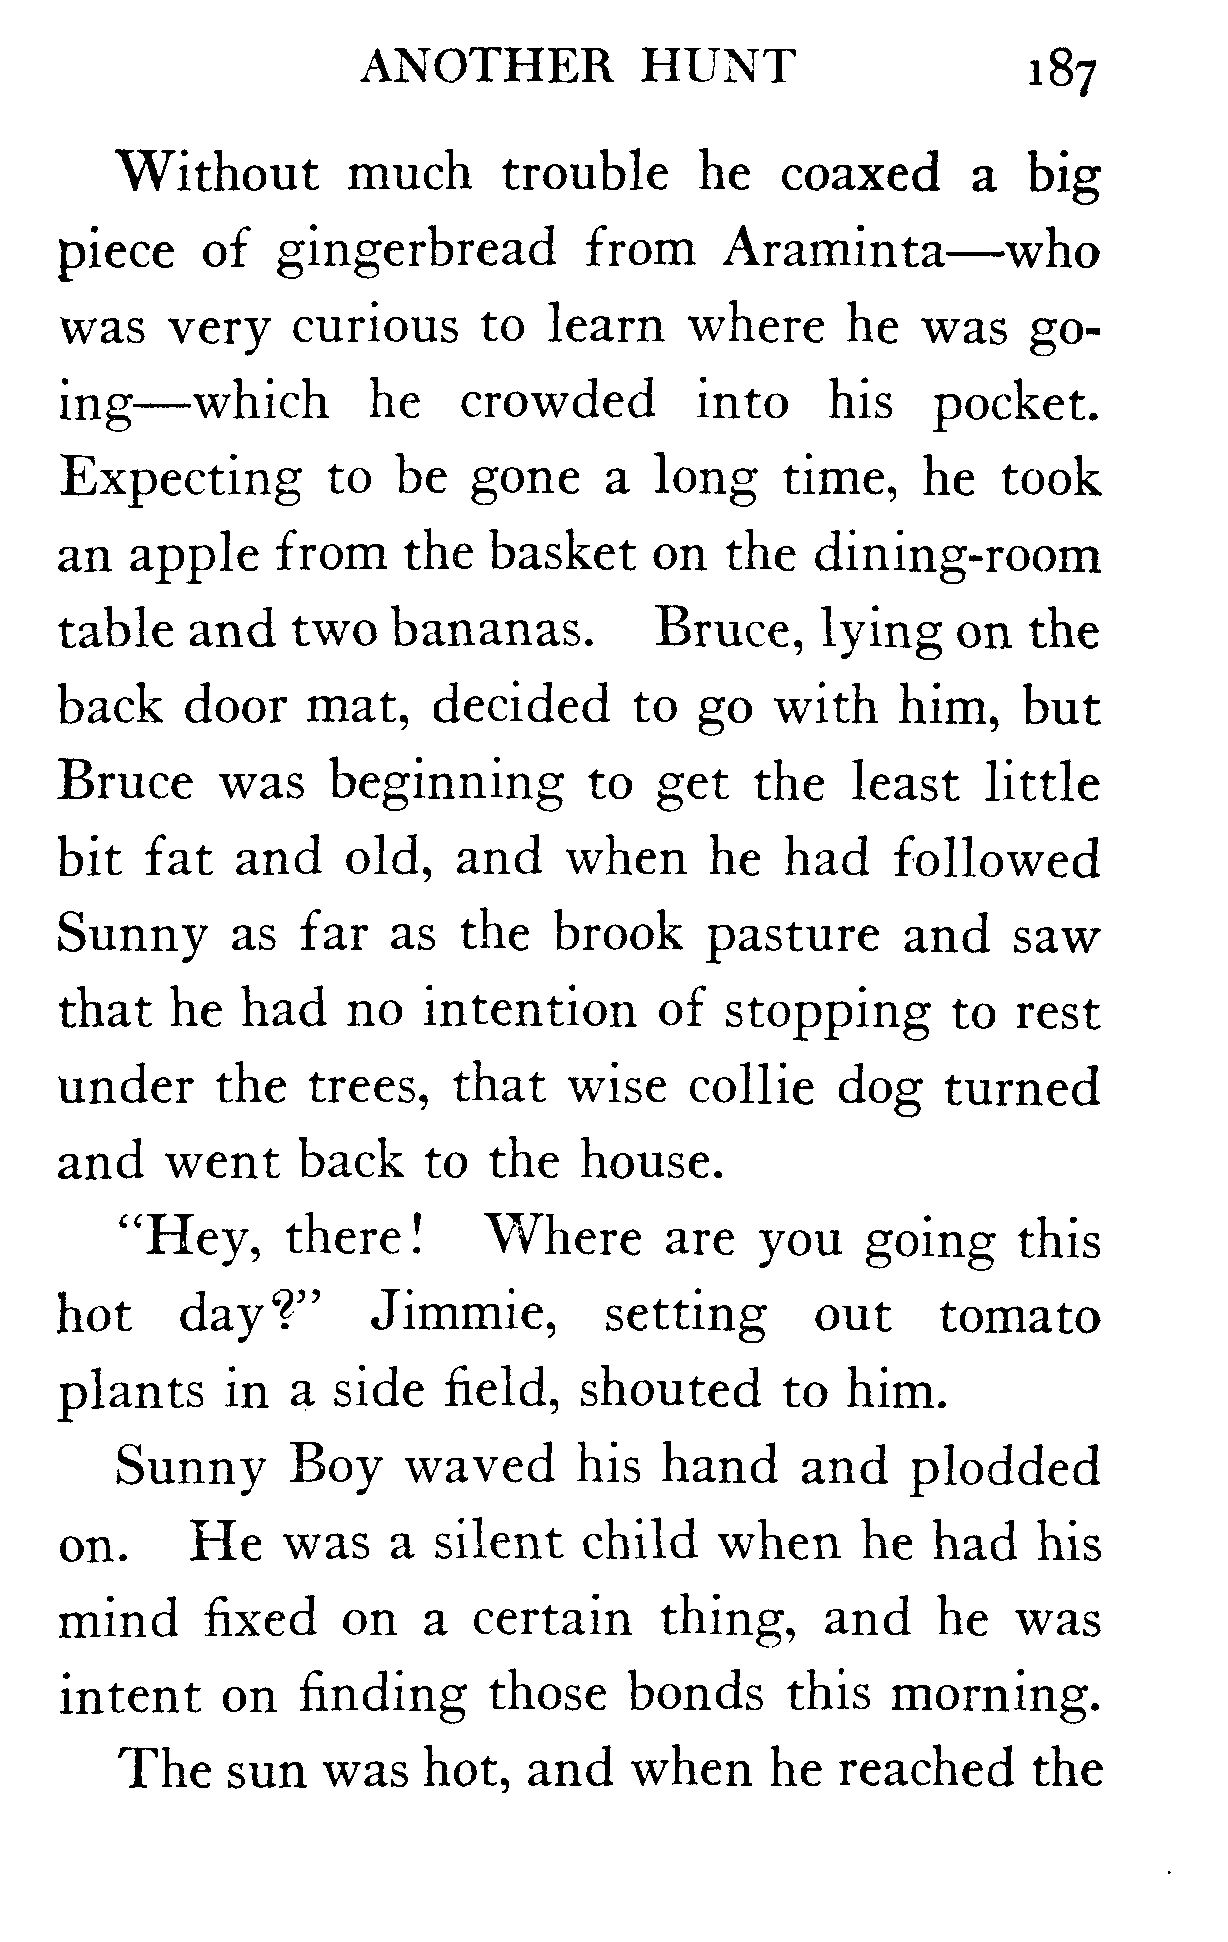 ANOTHER HUNT 187
Without much trouble he coaxed a big
piece of gingerbread from Araminta—who
was very curious to learn where he was go-
ing—which he crowded into his pocket.
Expecting to be gone a long time, he took
an apple from the basket on the dining-room
table and two bananas. Bruce, lying on the
back door mat, decided to go with him, but
Bruce was beginning to get the least little
bit fat and old, and when he had followed
Sunny as far as the brook pasture and saw
that he had no intention of stopping to rest
under the trees, that wise collie dog turned
and went back to the house.
“Hey, there! Where are you going this
hot day?” Jimmie, setting out tomato
plants in a side field, shouted to him.
Sunny Boy waved his hand and plodded
on. He was a silent child when he had his
mind fixed on a certain thing, and he was
intent on finding those bonds this morning.
The sun was hot, and when he reached the